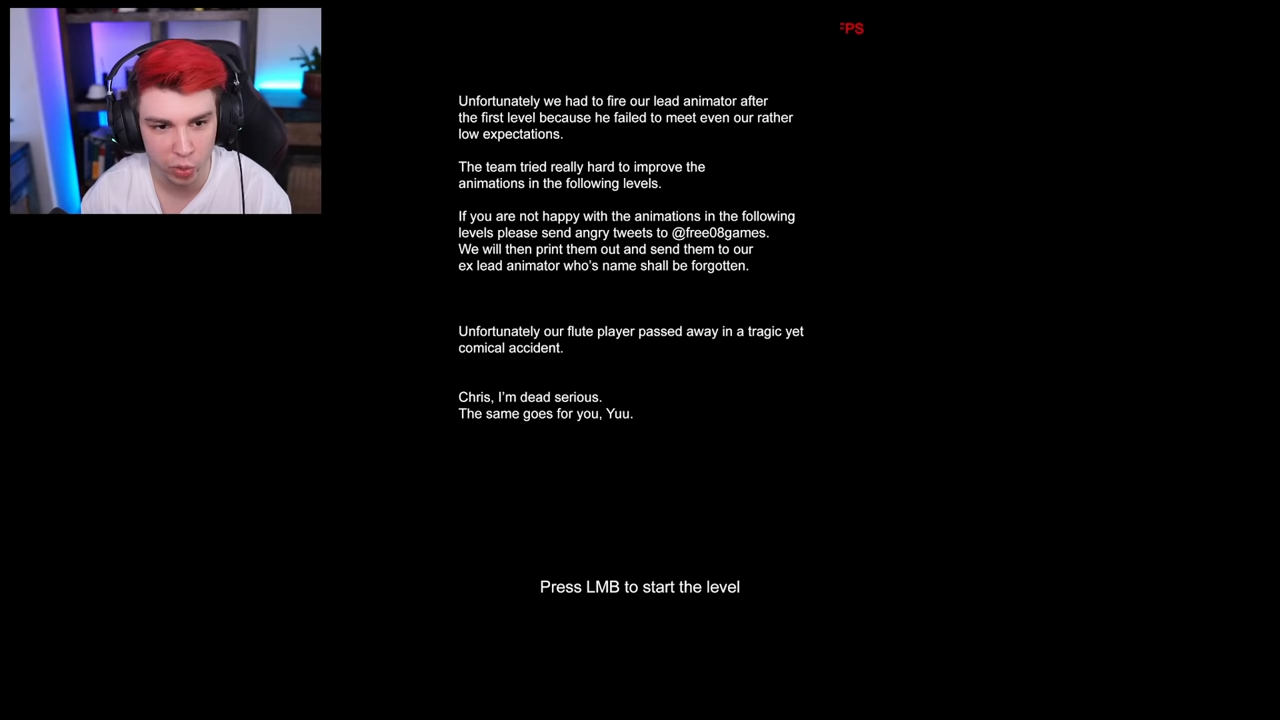 FPS
Unfortunately we had to fire our lead animator after
the first level because he failed to meet even our rather
low expectations.
The team tried really hard to improve the
animations in the following levels.
If you are not happy with the animations in the following
levels please send angry tweets to @free08games.
We will then print them out and send them to our
ex lead animator who's name shall be forgotten.
Unfortunately our flute player passed away in a tragic yet
comical accident.
Chris, I'm dead serious.
The same goes for you, Yuu.
Press LMB to start the level